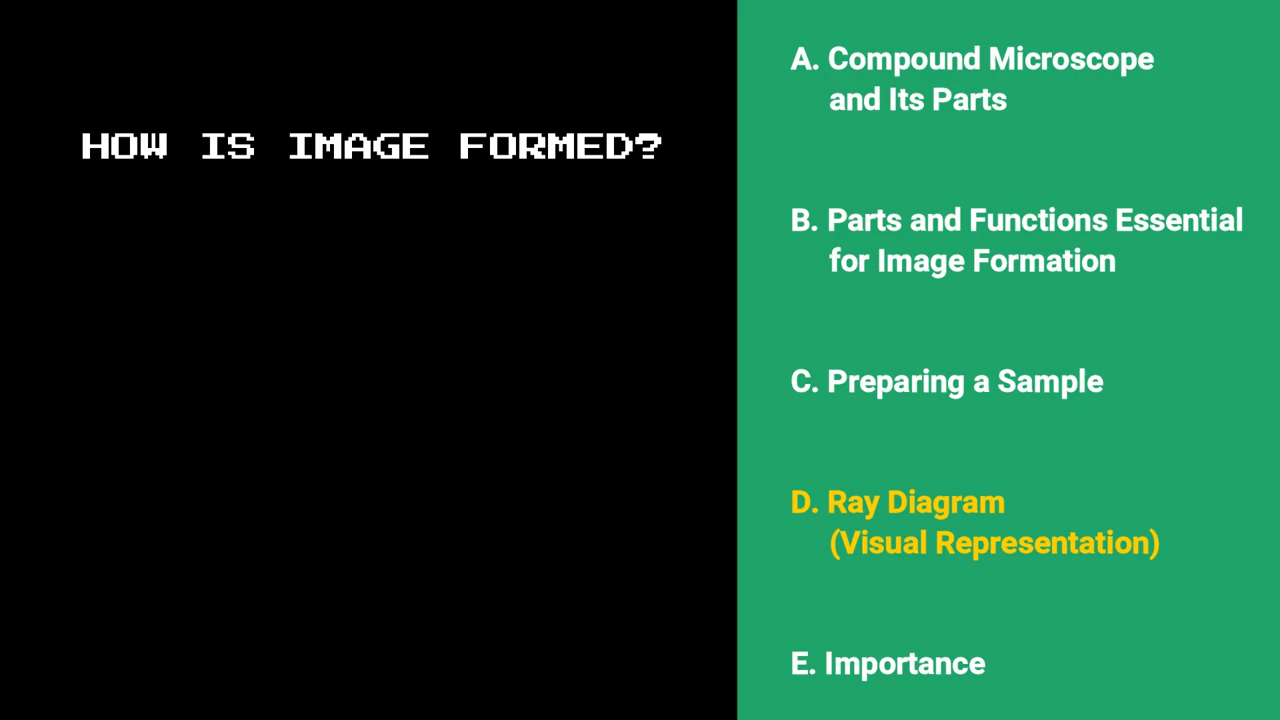 HOW IS IMAGE FORMED?
A. Compound Microscope
and Its Parts
B. Parts and Functions Essential
for Image Formation
C. Preparing a Sample
D. Ray Diagram
(Visual Representation)
E. Importance